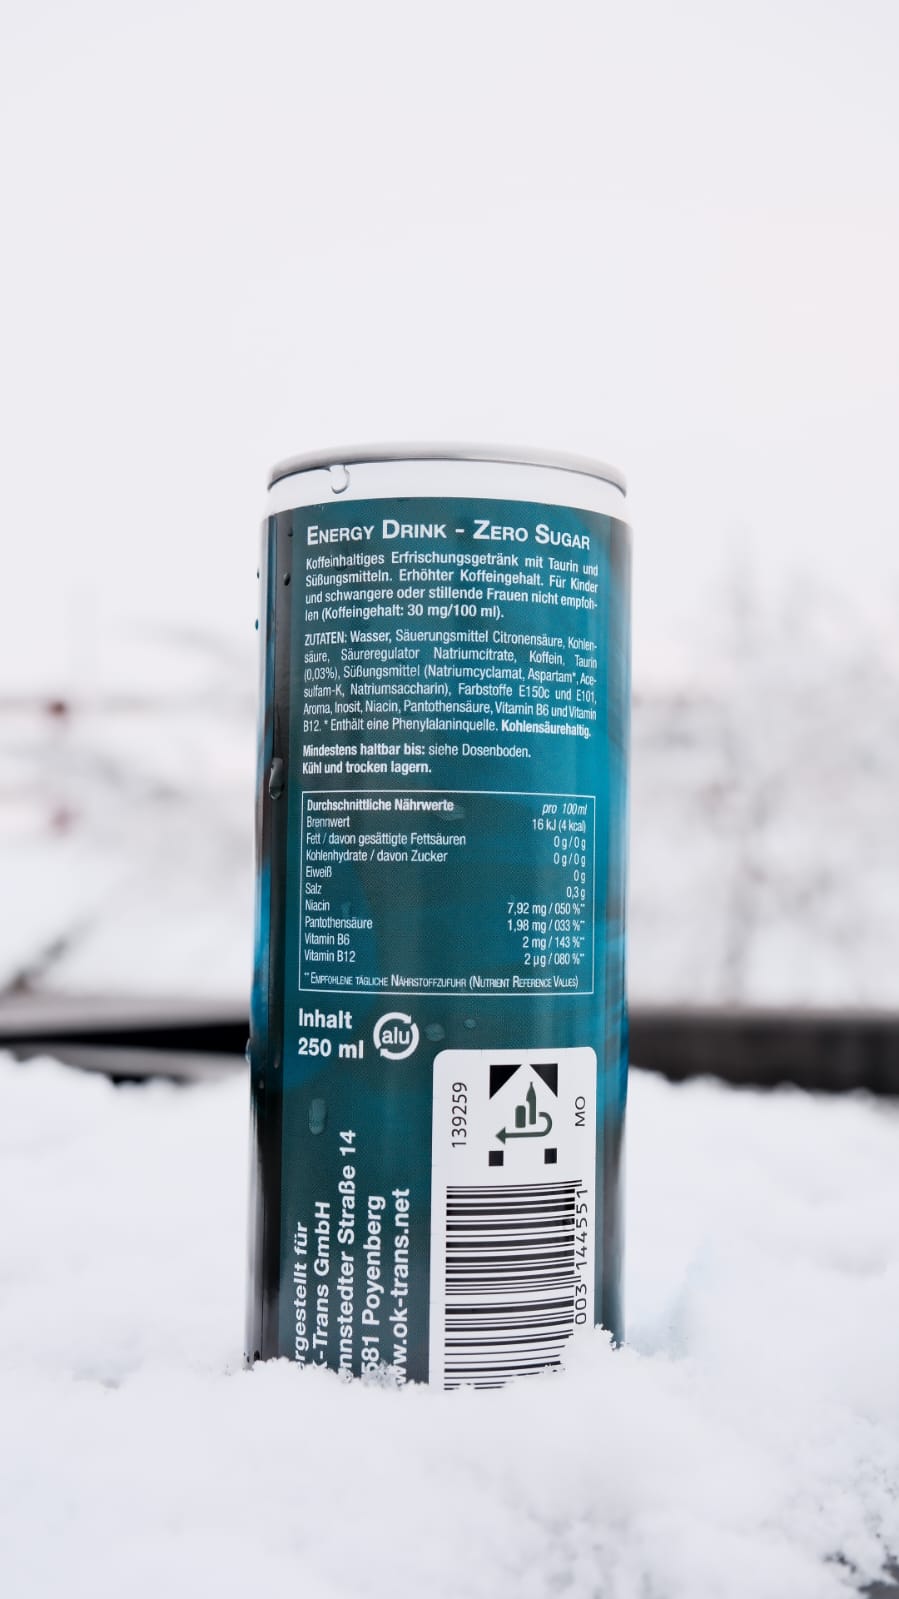 ENERGY DRINK - ZERO SUGAR
Koffeinhaltiges Erfrischungsgetränk mit Taurin und
Süßungsmitteln. Erhöhter Koffeingehalt. Für Kinder
und schwangere oder stillende Frauen nicht empfoh-
len (Koffeingehalt: 30 mg/100 ml).
ZUTATEN: Wasser, Säuerungsmittel Citronensäure, Kohlen-
säure, Säureregulator Natriumcitrate, Koffein, Taurin
(0,03%), Süßungsmittel (Natriumcyclamat, Aspartam*, Ace-
sulfam-K, Natriumsaccharin), Farbstoffe E150c und E101,
Aroma, Inosit, Niacin, Pantothensäure, Vitamin B6 und Vitamin
B12. * Enthält eine Phenylalaninquelle. Kohlensäurehaltig.
Mindestens haltbar bis: siehe Dosenboden.
Kühl und trocken lagern.
Durchschnittliche Nährwerte pro 100ml
Brennwert 16 kJ (4 kcal)
Fett / davon gesättigte Fettsäuren 0 g / 0 g
Kohlenhydrate / davon Zucker 0 g / 0 g
Eiweiß 0 g
Salz 0,3 g
Niacin 7,92 mg / 050 %**
Pantothensäure 1,98 mg / 033 %**
Vitamin B6 2 mg / 143 %**
Vitamin B12 2 µg / 080 %**
**EMPFOHLENE TÄGLICHE NÄHRSTOFFZUFUHR (NUTRIENT REFERENCE VALUES)
Inhalt
250 ml
alu
rgestellt für
-Trans GmbH
nnstedter Straße 14
581 Poyenberg
ww.ok-trans.net
139259
MO
003 144551